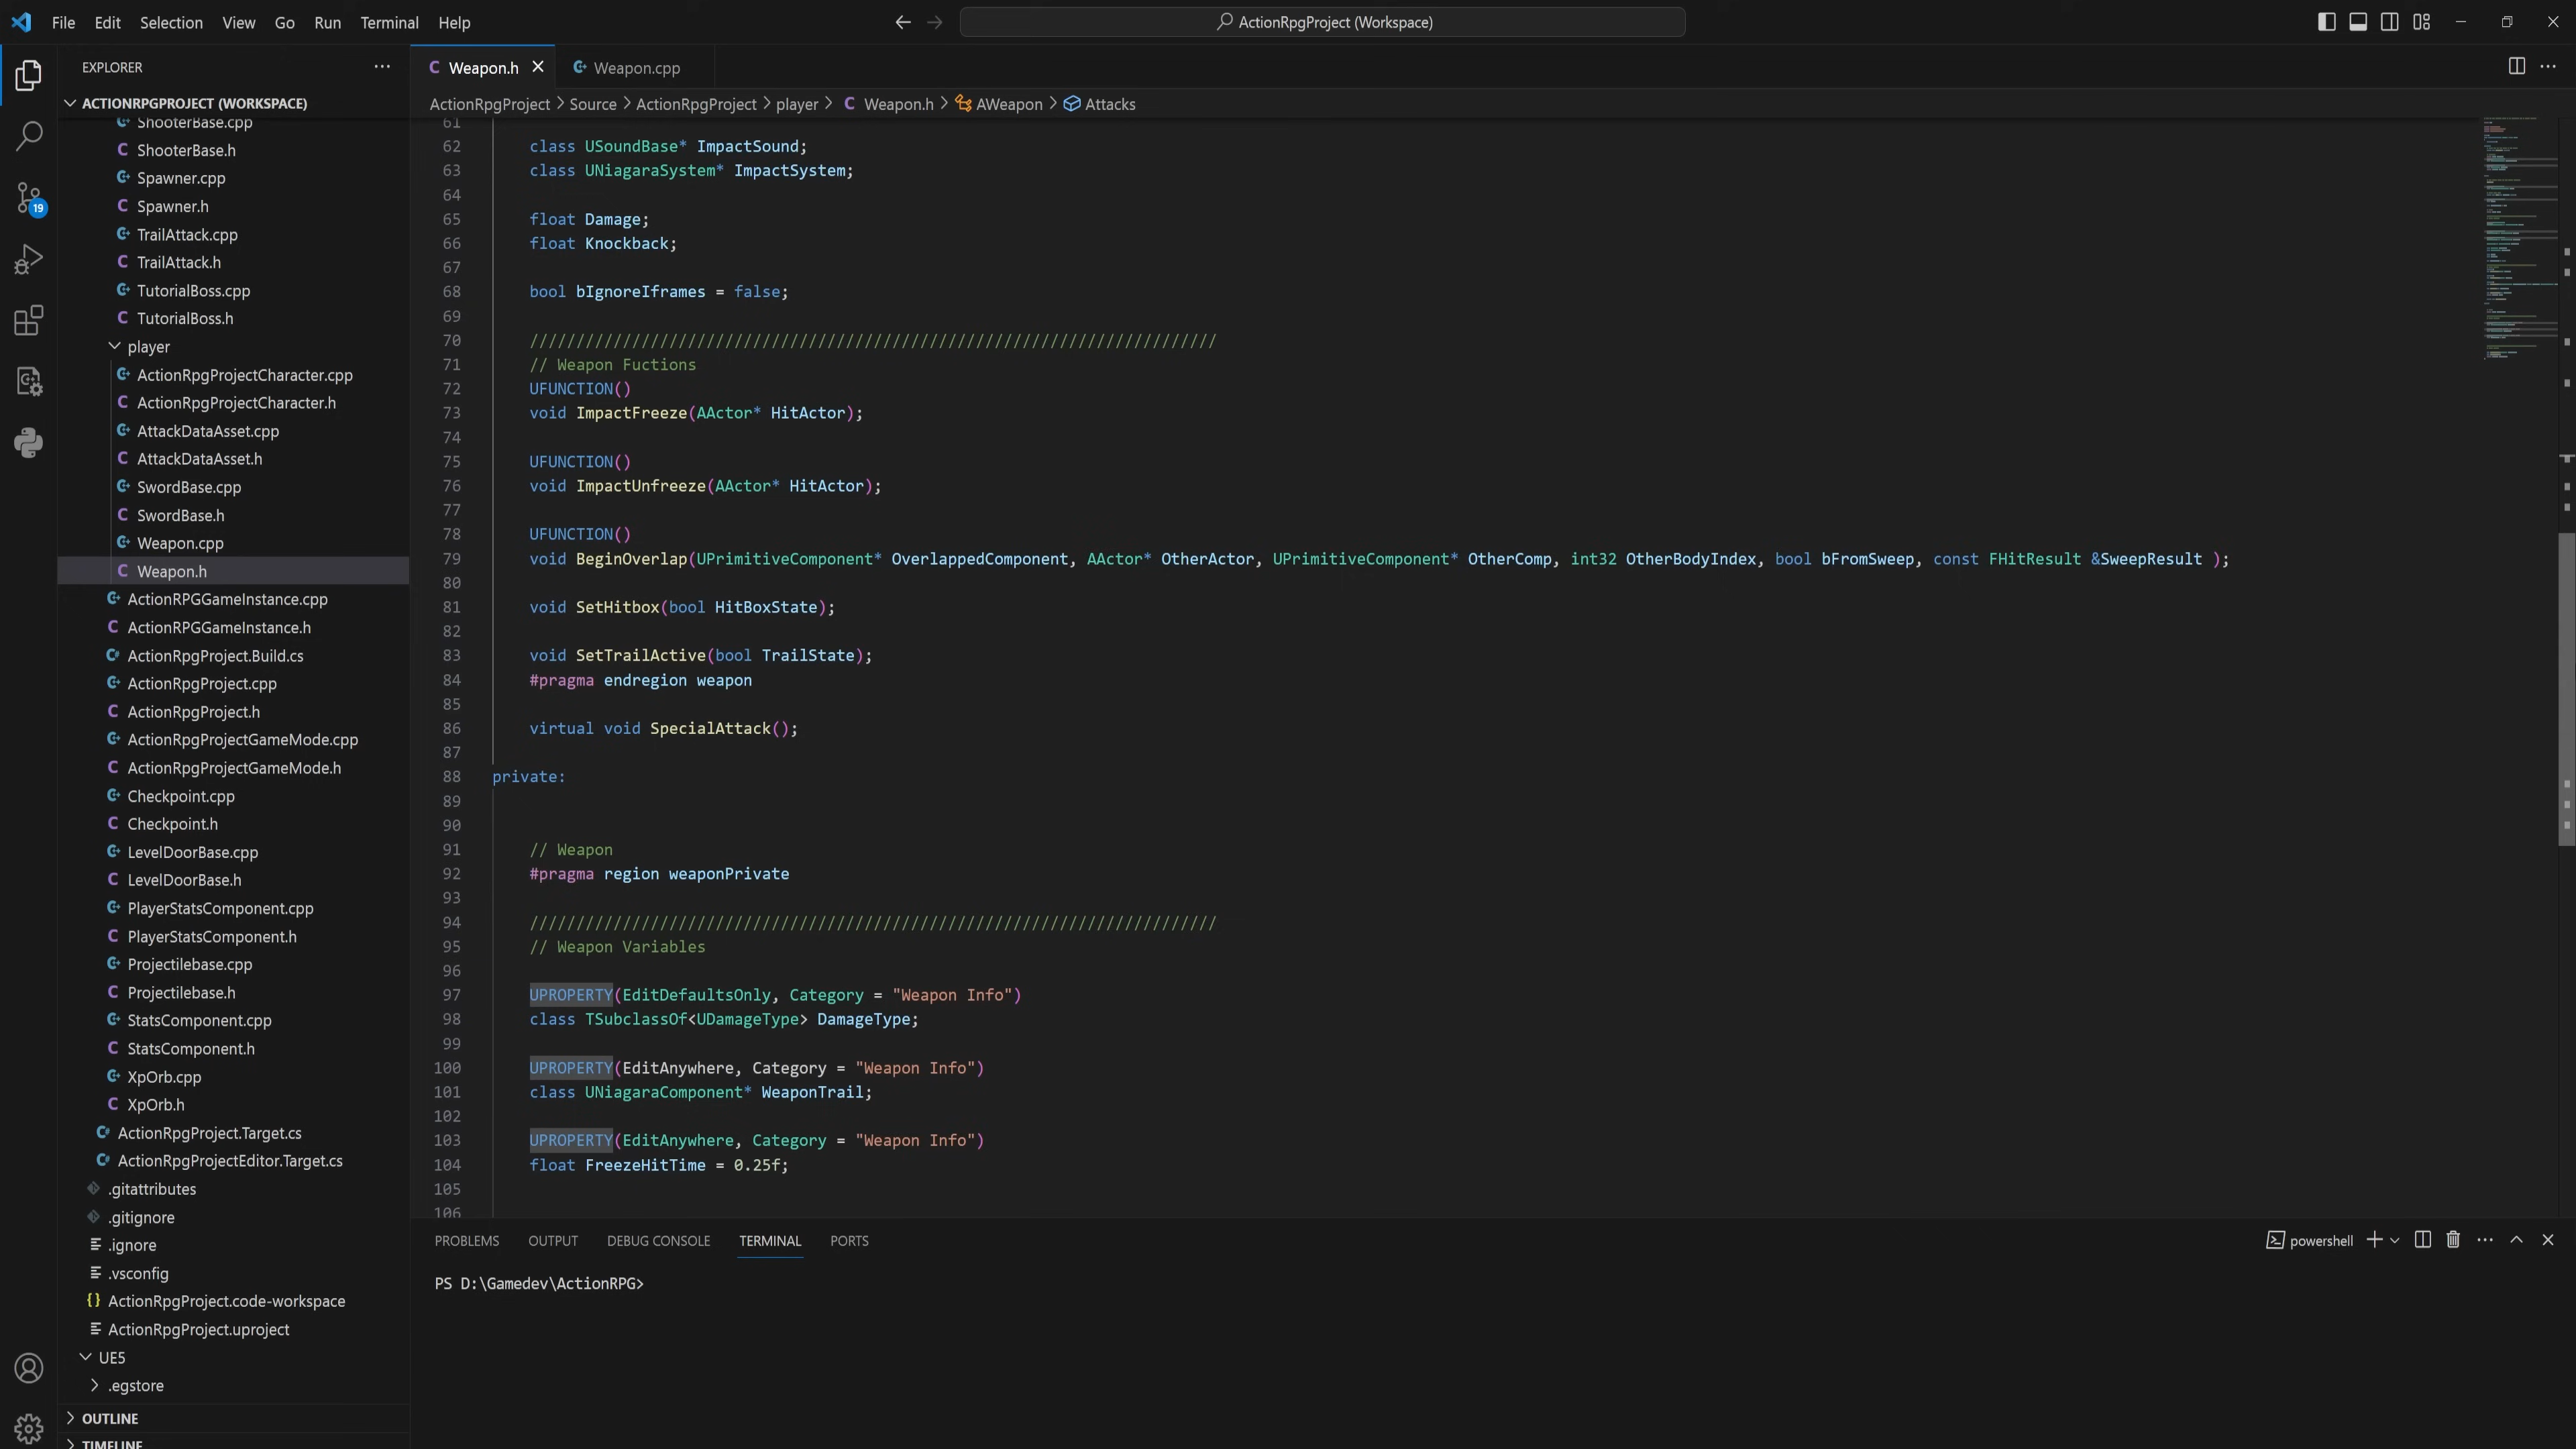 File Edit Selection View Go Run Terminal Help
ActionRpgProject (Workspace)
EXPLORER
Weapon.h
Weapon.cpp
ACTIONRPGPROJECT (WORKSPACE)
ActionRpgProject > Source > ActionRpgProject > player > C Weapon.h > AWeapon > Attacks
ShooterBase.cpp
ShooterBase.h
Spawner.cpp
Spawner.h
19
TrailAttack.cpp
TrailAttack.h
TutorialBoss.cpp
TutorialBoss.h
player
ActionRpgProjectCharacter.cpp
ActionRpgProjectCharacter.h
AttackDataAsset.cpp
AttackDataAsset.h
SwordBase.cpp
SwordBase.h
Weapon.cpp
Weapon.h
ActionRPGGameInstance.cpp
ActionRPGGameInstance.h
ActionRpgProject.Build.cs
ActionRpgProject.cpp
ActionRpgProject.h
ActionRpgProjectGameMode.cpp
ActionRpgProjectGameMode.h
Checkpoint.cpp
Checkpoint.h
LevelDoorBase.cpp
LevelDoorBase.h
PlayerStatsComponent.cpp
PlayerStatsComponent.h
Projectilebase.cpp
Projectilebase.h
StatsComponent.cpp
StatsComponent.h
XpOrb.cpp
XpOrb.h
ActionRpgProject.Target.cs
ActionRpgProjectEditor.Target.cs
.gitattributes
.gitignore
.ignore
.vsconfig
ActionRpgProject.code-workspace
ActionRpgProject.uproject
UE5
.egstore
OUTLINE
TIMELINE
61
62 class USoundBase* ImpactSound;
63 class UNiagaraSystem* ImpactSystem;
64
65 float Damage;
66 float Knockback;
67
68 bool bIgnoreIframes = false;
69
70 //////////////////////////////////////////////////////////////////////////
71 // Weapon Fuctions
72 UFUNCTION()
73 void ImpactFreeze(AActor* HitActor);
74
75 UFUNCTION()
76 void ImpactUnfreeze(AActor* HitActor);
77
78 UFUNCTION()
79 void BeginOverlap(UPrimitiveComponent* OverlappedComponent, AActor* OtherActor, UPrimitiveComponent* OtherComp, int32 OtherBodyIndex, bool bFromSweep, const FHitResult &SweepResult );
80
81 void SetHitbox(bool HitBoxState);
82
83 void SetTrailActive(bool TrailState);
84 #pragma endregion weapon
85
86 virtual void SpecialAttack();
87
88 private:
89
90
91 // Weapon
92 #pragma region weaponPrivate
93
94 //////////////////////////////////////////////////////////////////////////
95 // Weapon Variables
96
97 UPROPERTY(EditDefaultsOnly, Category = "Weapon Info")
98 class TSubclassOf<UDamageType> DamageType;
99
100 UPROPERTY(EditAnywhere, Category = "Weapon Info")
101 class UNiagaraComponent* WeaponTrail;
102
103 UPROPERTY(EditAnywhere, Category = "Weapon Info")
104 float FreezeHitTime = 0.25f;
105
106
PROBLEMS OUTPUT DEBUG CONSOLE TERMINAL PORTS
powershell
PS D:\Gamedev\ActionRPG>